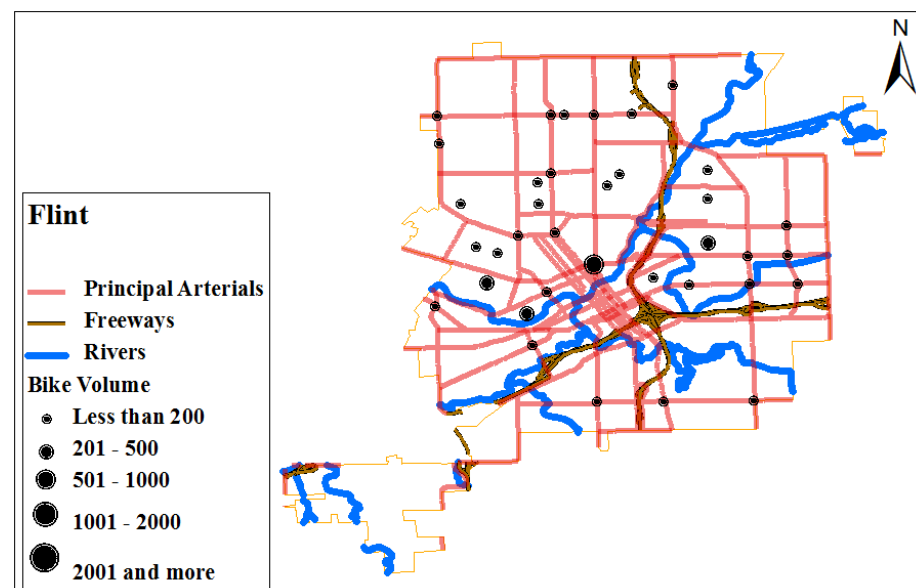 N
Flint
Principal Arterials
Freeways
Rivers
Bike Volume
Less than 200
201 - 500
501 - 1000
1001 - 2000
2001 and more